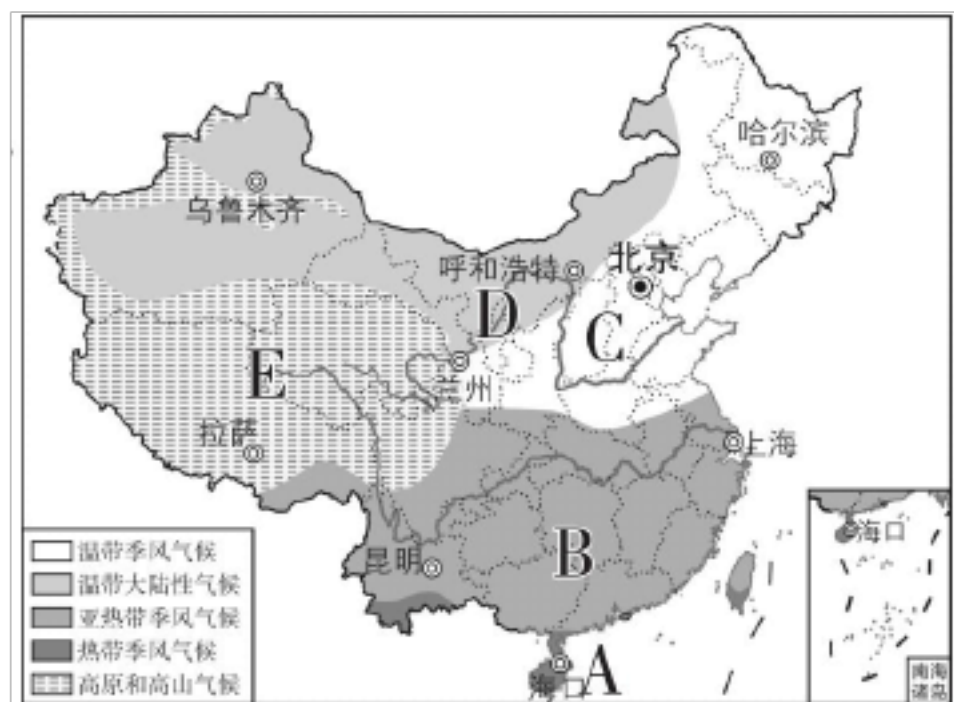 哈尔滨
乌鲁木齐
呼和浩特
北京
D
C
E
兰州
拉萨
上海
B
昆明
A
海口
海口
南海
诸岛
温带季风气候
温带大陆性气候
亚热带季风气候
热带季风气候
高原和高山气候